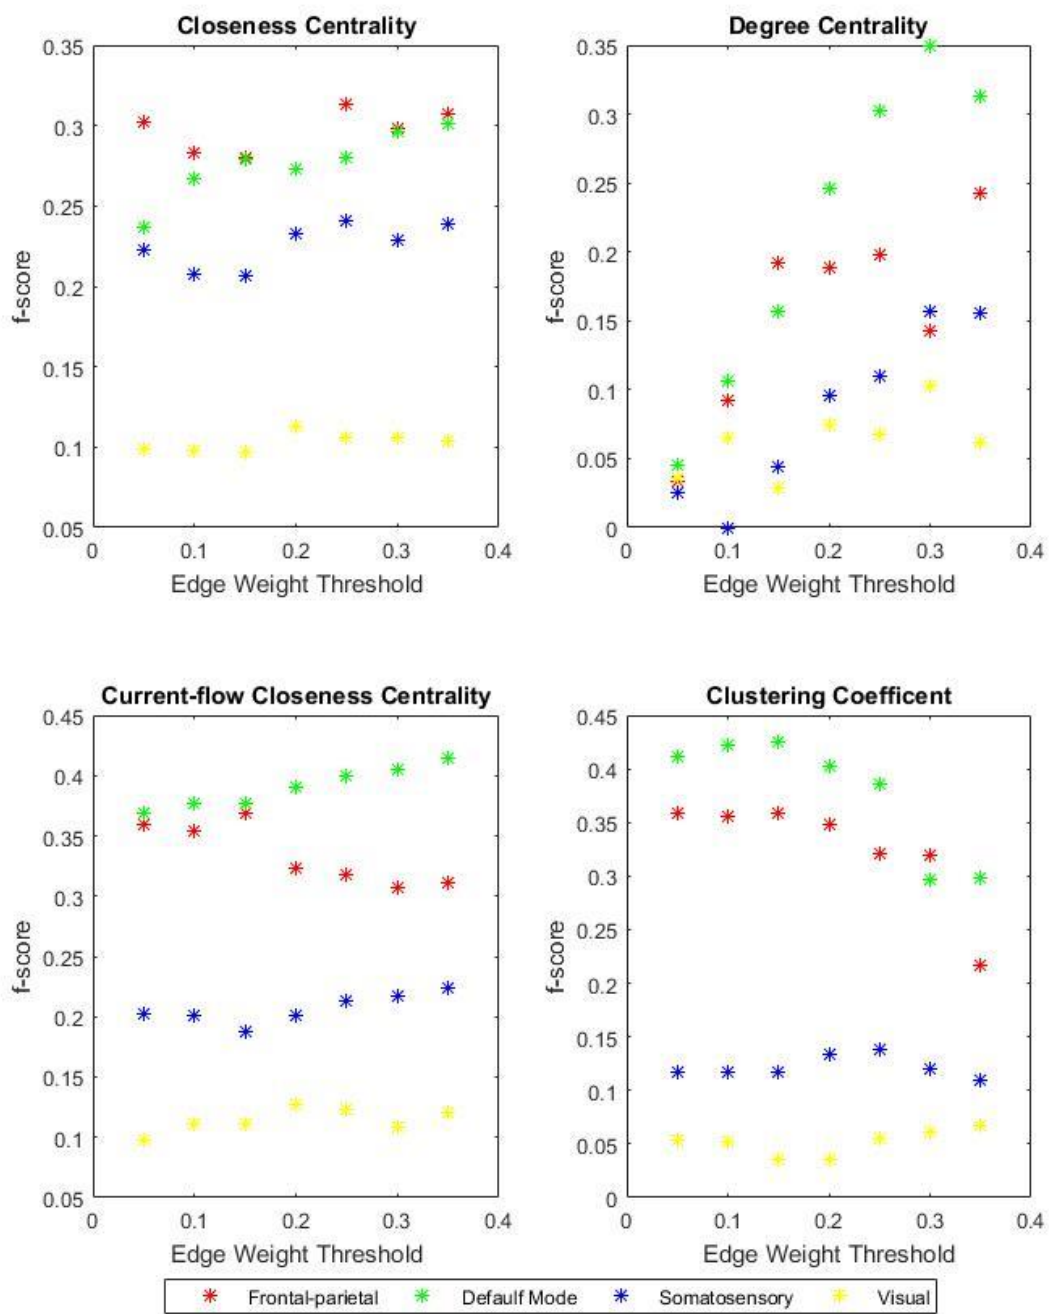 Closeness Centrality
0.35
0.3
0.25
0.2
0.15
0.1
0.05
f-score
0 0.1 0.2 0.3 0.4
Edge Weight Threshold
Degree Centrality
0.35
0.3
0.25
0.2
0.15
0.1
0.05
0
f-score
0 0.1 0.2 0.3 0.4
Edge Weight Threshold
Current-flow Closeness Centrality
0.45
0.4
0.35
0.3
0.25
0.2
0.15
0.1
0.05
f-score
0 0.1 0.2 0.3 0.4
Edge Weight Threshold
Clustering Coefficent
0.45
0.4
0.35
0.3
0.25
0.2
0.15
0.1
0.05
0
f-score
0 0.1 0.2 0.3 0.4
Edge Weight Threshold
Frontal-parietal Defaulf Mode Somatosensory Visual